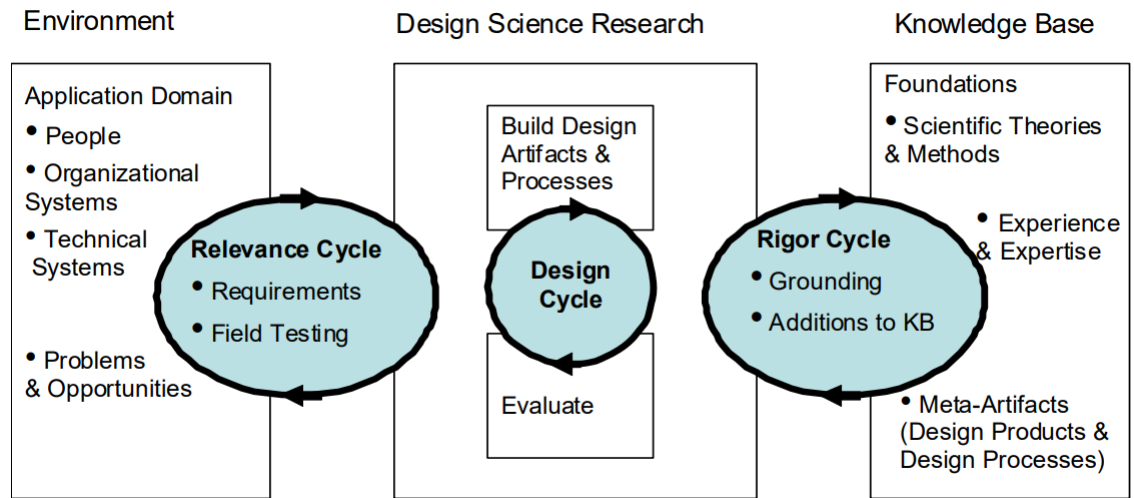 Environment
Design Science Research
Knowledge Base
Application Domain
• People
• Organizational
Systems
• Technical
Systems
• Problems
& Opportunities
Relevance Cycle
• Requirements
• Field Testing
Build Design
Artifacts &
Processes
Design
Cycle
Evaluate
Rigor Cycle
• Grounding
• Additions to KB
Foundations
• Scientific Theories
& Methods
• Experience
& Expertise
• Meta-Artifacts
(Design Products &
Design Processes)